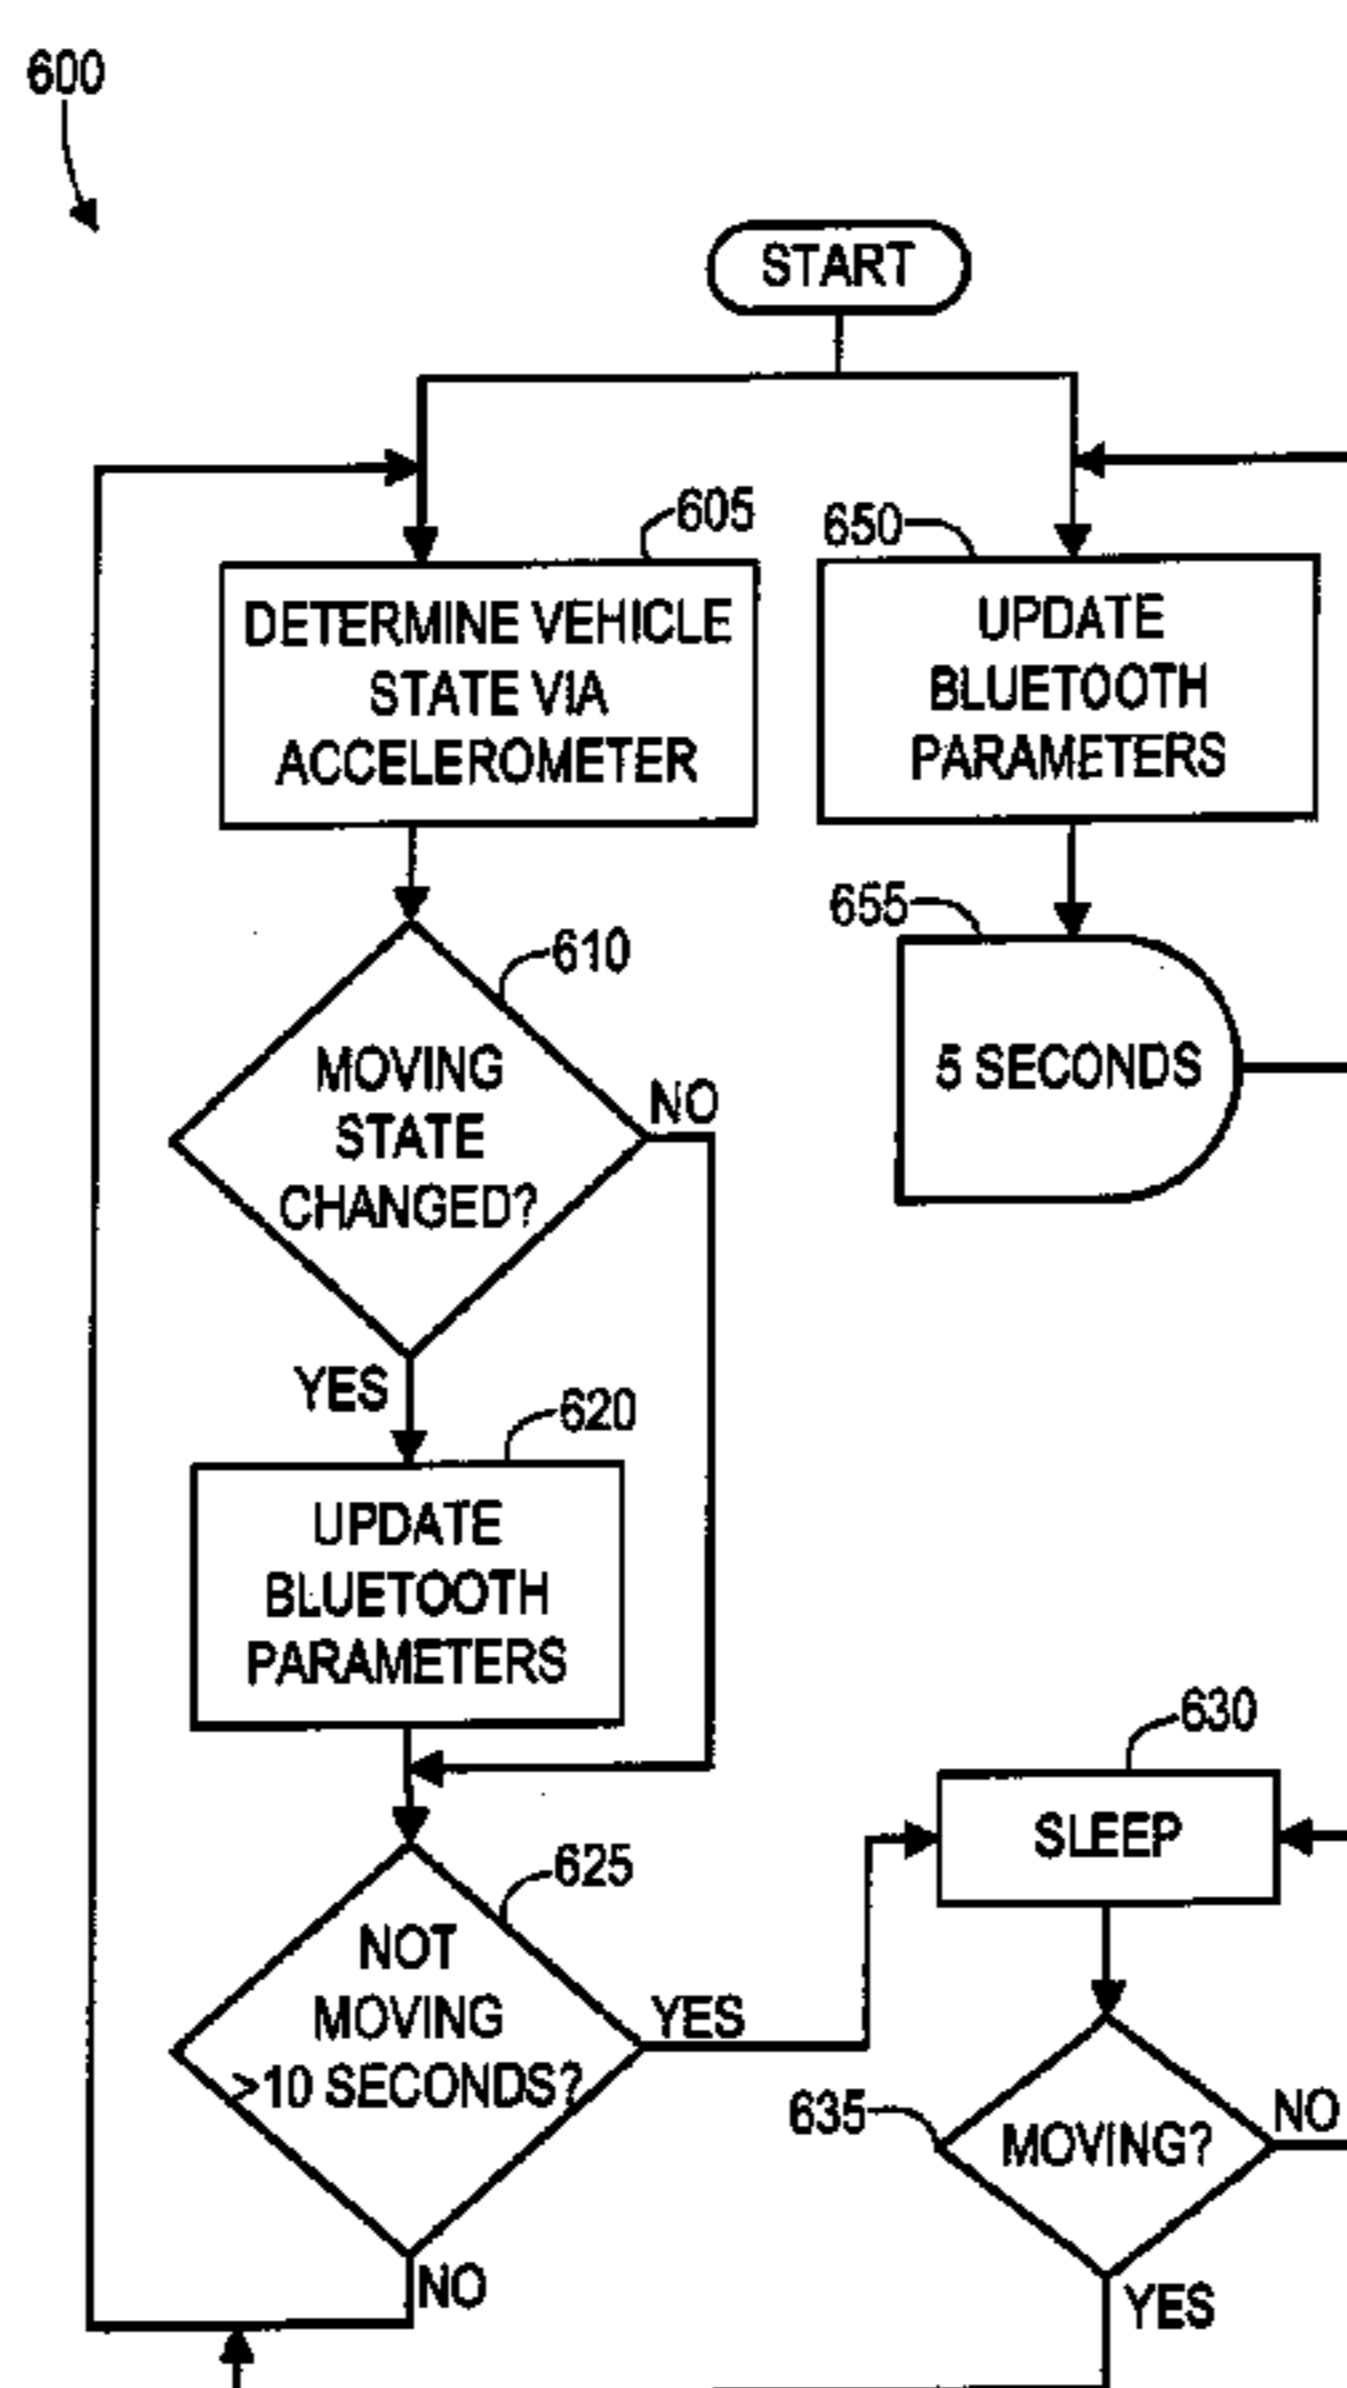 600
START
605
DETERMINE VEHICLE
STATE VIA
ACCELEROMETER
650
UPDATE
BLUETOOTH
PARAMETERS
655
5 SECONDS
610
MOVING
STATE
CHANGED?
NO
YES
620
UPDATE
BLUETOOTH
PARAMETERS
625
NOT
MOVING
>10 SECONDS?
YES
NO
630
SLEEP
635
MOVING?
NO
YES